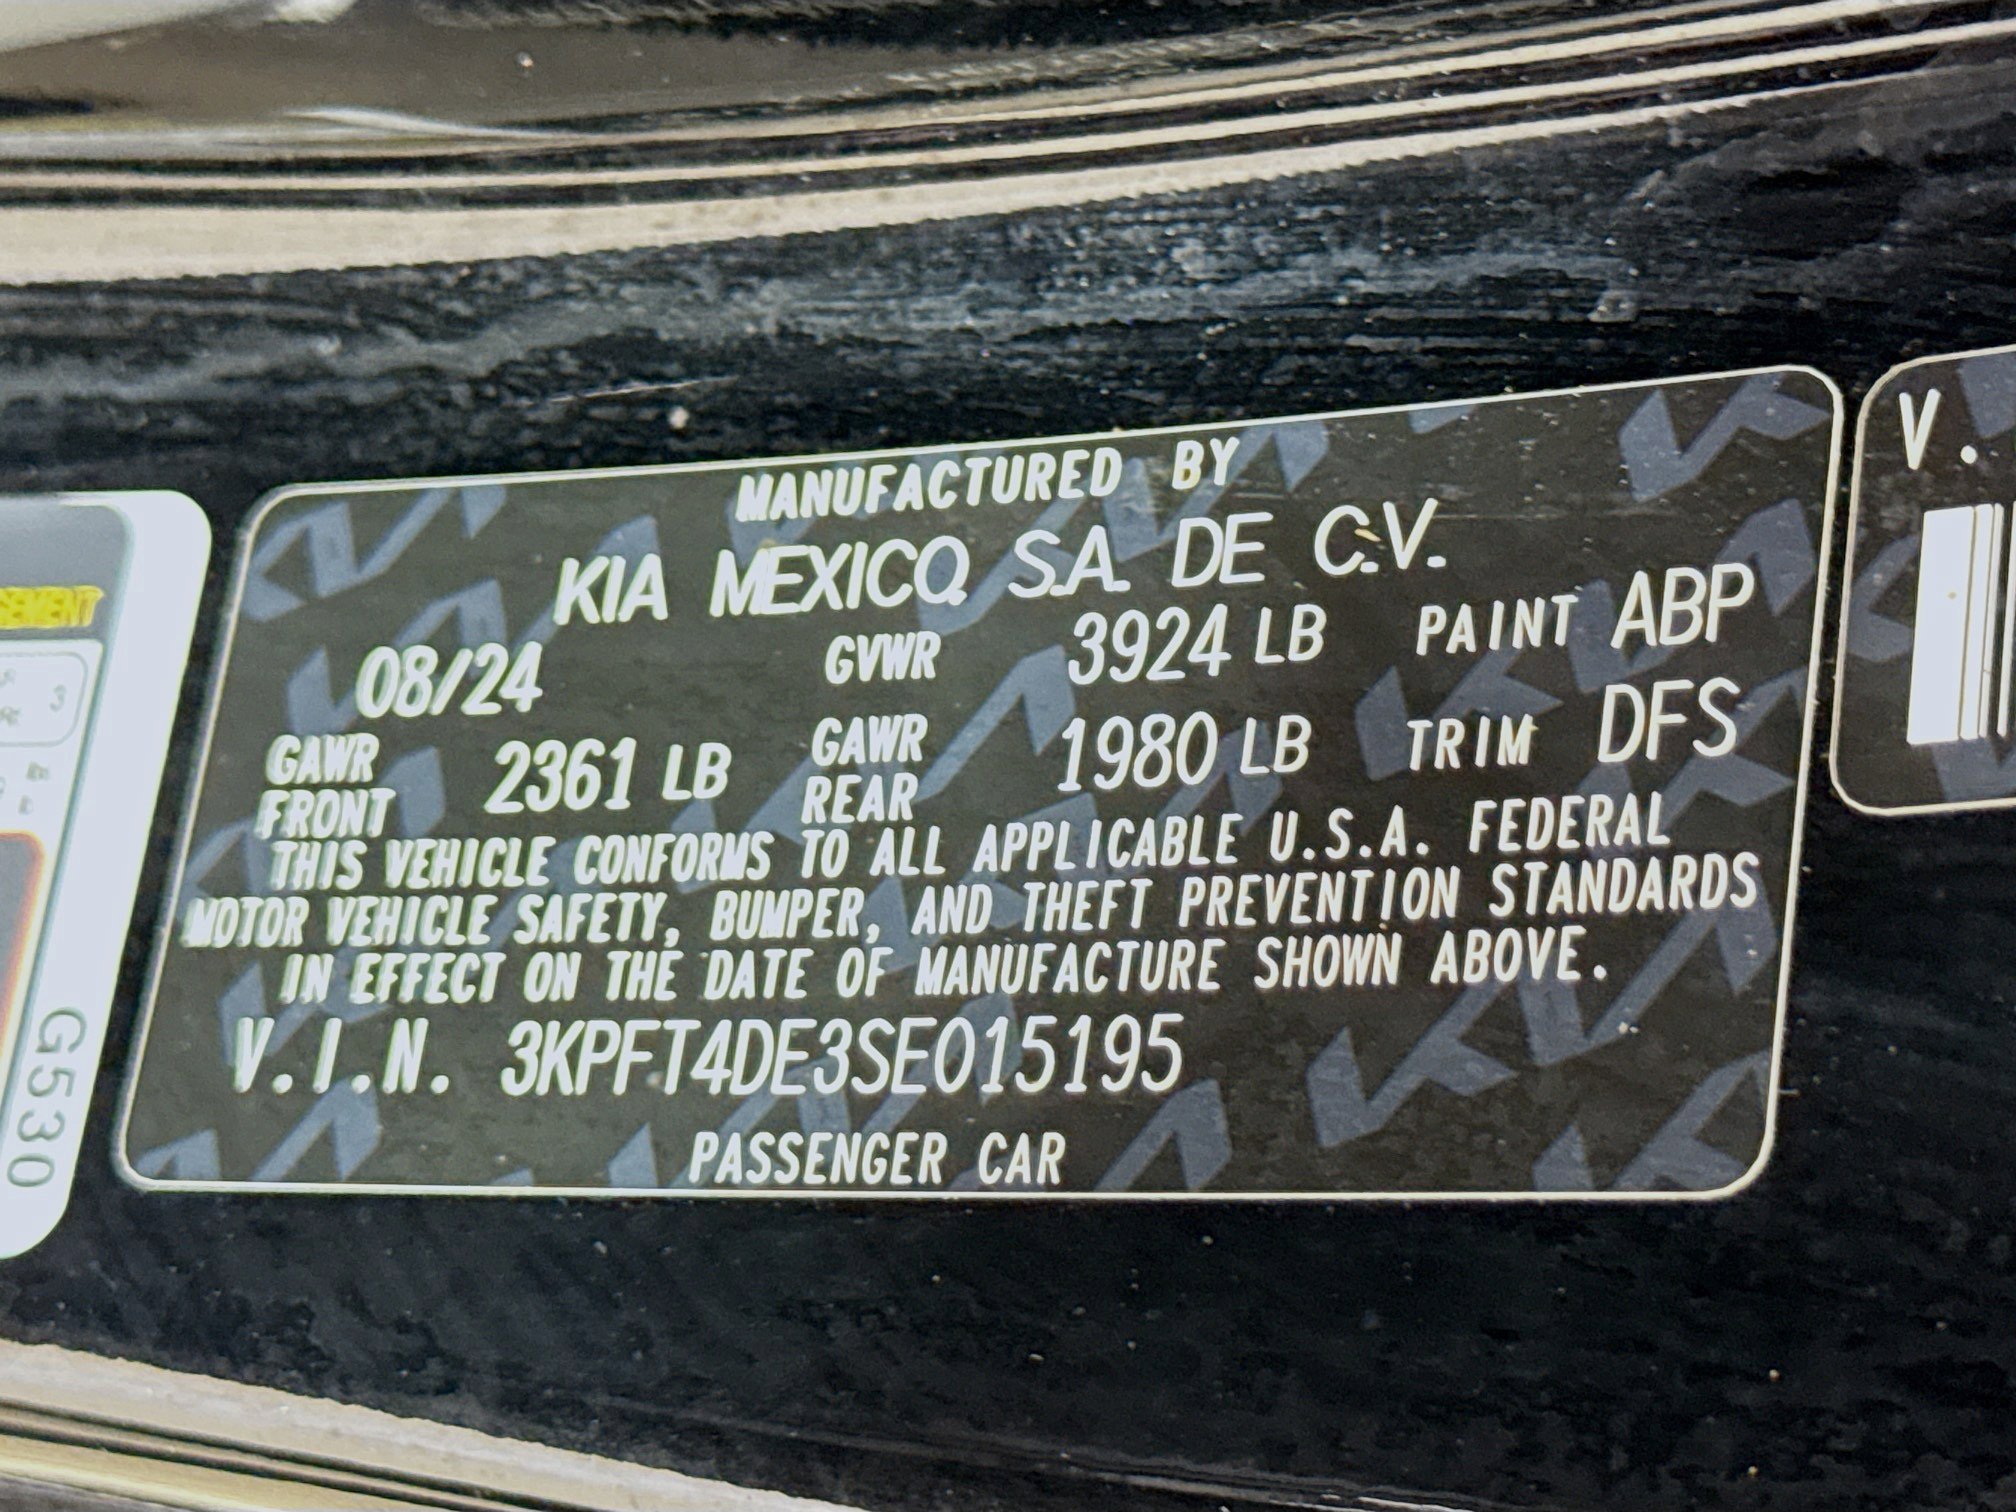 MANUFACTURED BY
KIA MEXICO, S.A. DE C.V.
08/24 GVWR 3924 LB PAINT ABP
GAWR FRONT 2361 LB GAWR REAR 1980 LB TRIM DFS
THIS VEHICLE CONFORMS TO ALL APPLICABLE U.S.A. FEDERAL
MOTOR VEHICLE SAFETY, BUMPER, AND THEFT PREVENTION STANDARDS
IN EFFECT ON THE DATE OF MANUFACTURE SHOWN ABOVE.
V.I.N. 3KPFT4DE3SE015195
PASSENGER CAR
G530
3
V.